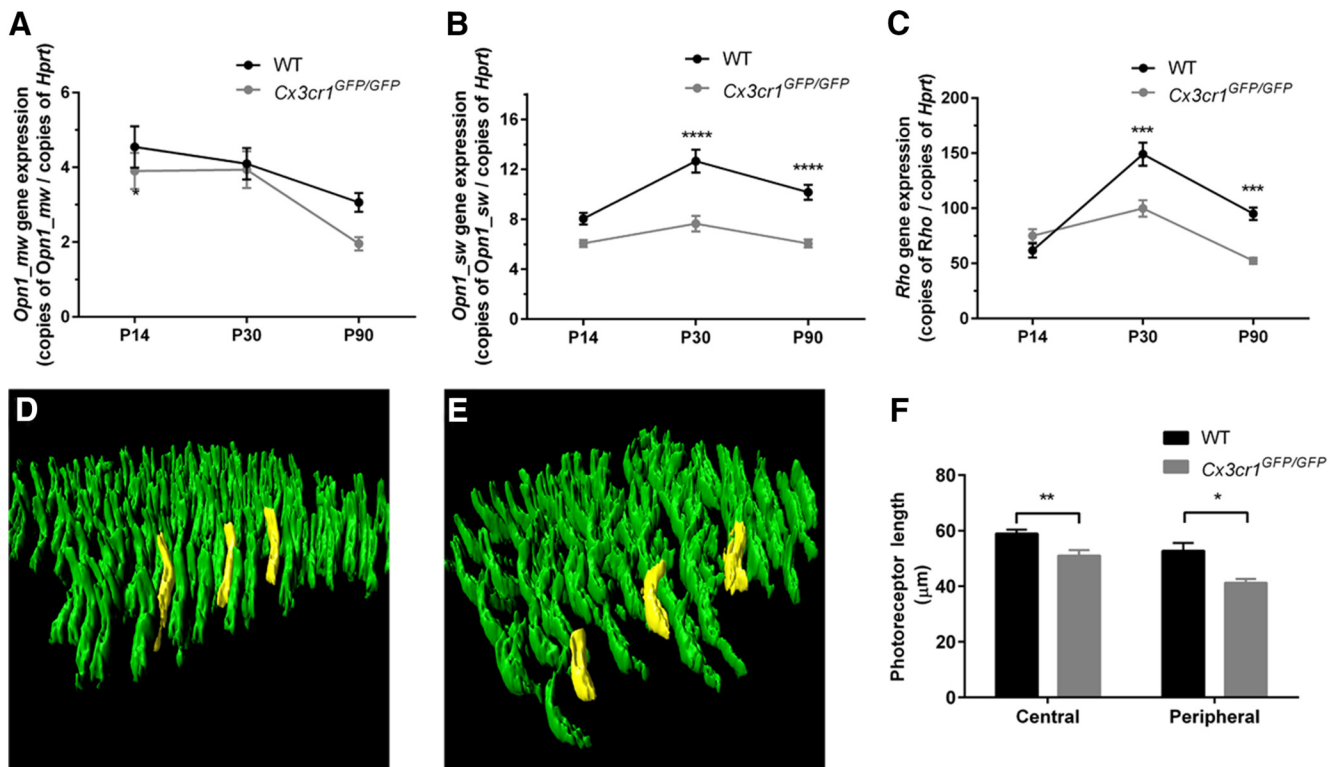 A
WT
Cx3cr1GFP/GFP
Opn1_mw gene expression
(copies of Opn1_mw / copies of Hprt)
6
4
2
0
*
P14
P30
P90
B
WT
Cx3cr1GFP/GFP
Opn1_sw gene expression
(copies of Opn1_sw / copies of Hprt)
16
12
8
4
0
****
****
P14
P30
P90
C
WT
Cx3cr1GFP/GFP
Rho gene expression
(copies of Rho / copies of Hprt)
200
150
100
50
0
***
***
P14
P30
P90
D
E
F
WT
Cx3cr1GFP/GFP
Photoreceptor length
(μm)
80
60
40
20
0
**
*
Central
Peripheral